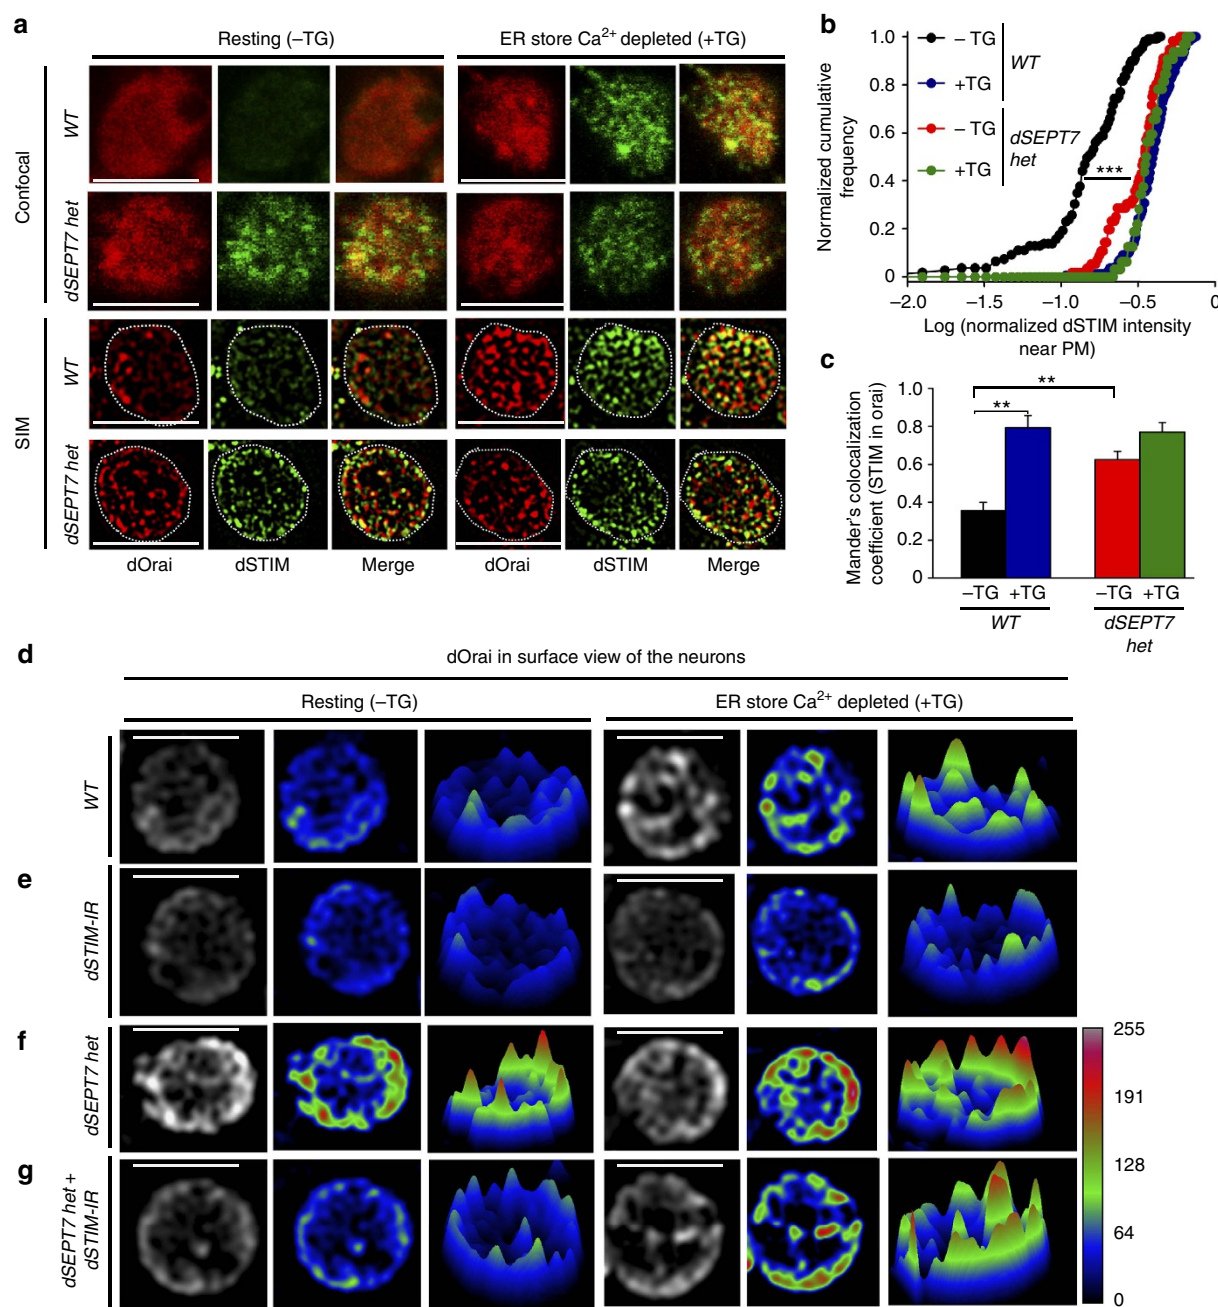 a
Resting (–TG)
ER store Ca²⁺ depleted (+TG)
Confocal
WT
dSEPT7 het
SIM
WT
dSEPT7 het
dOrai
dSTIM
Merge
dOrai
dSTIM
Merge
b
Normalized cumulative
frequency
1.0
0.8
0.6
0.4
0.2
0
– TG
+TG
WT
– TG
+TG
dSEPT7
het
***
–2.0
–1.5
–1.0
–0.5
0
Log (normalized dSTIM intensity
near PM)
c
Mander's colocalization
coefficient (STIM in orai)
1.0
0.8
0.6
0.4
0.2
0
**
**
–TG
+TG
–TG
+TG
WT
dSEPT7
het
d
dOrai in surface view of the neurons
Resting (–TG)
ER store Ca²⁺ depleted (+TG)
WT
e
dSTIM-IR
f
dSEPT7 het
g
dSEPT7 het +
dSTIM-IR
255
191
128
64
0